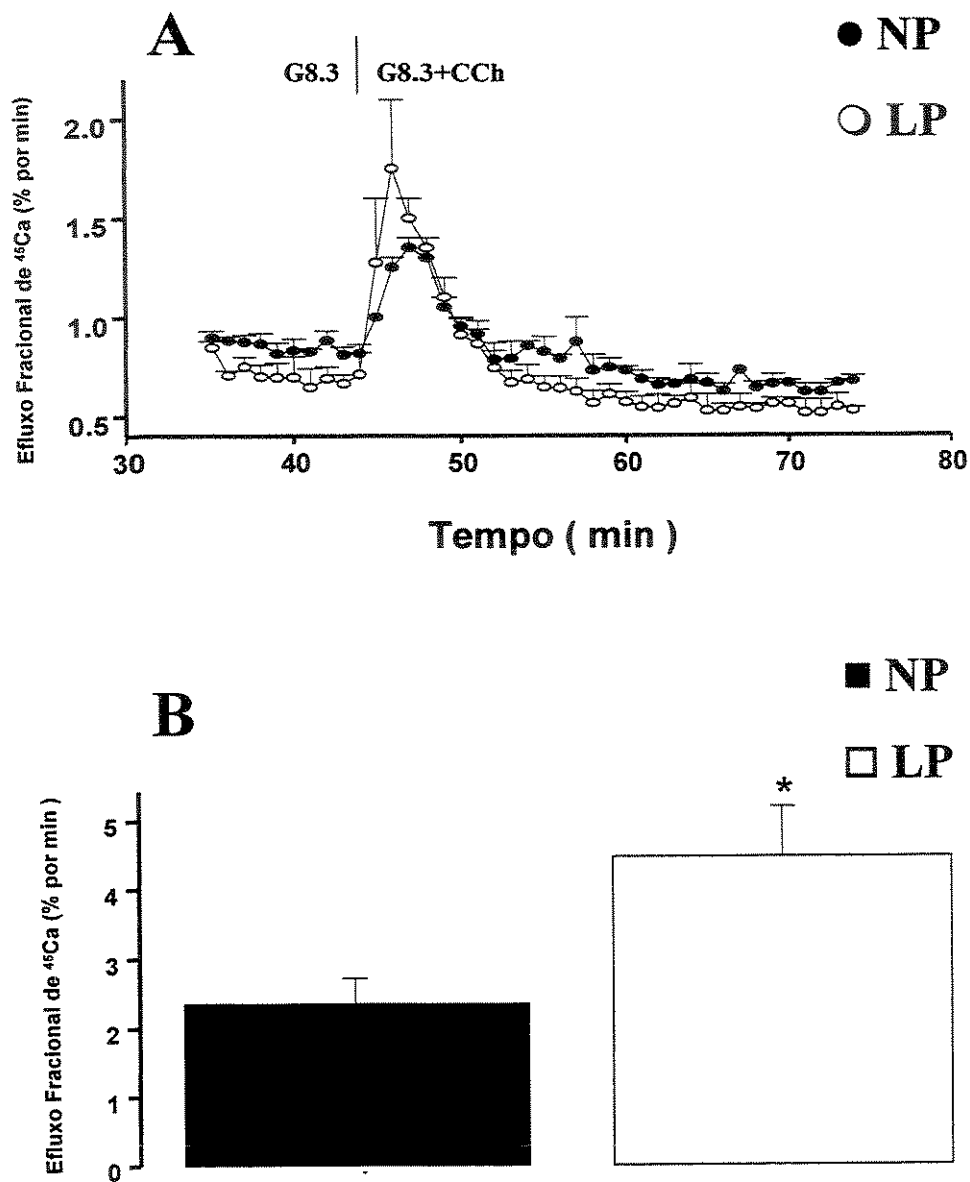 A
G8.3
G8.3+CCh
NP
LP
Efluxo Fracional de ⁴⁵Ca (% por min)
2.0
1.5
1.0
0.5
30
40
50
60
70
80
Tempo ( min )
B
NP
LP
*
Efluxo Fracional de ⁴⁵Ca (% por min )
5
4
3
2
1
0